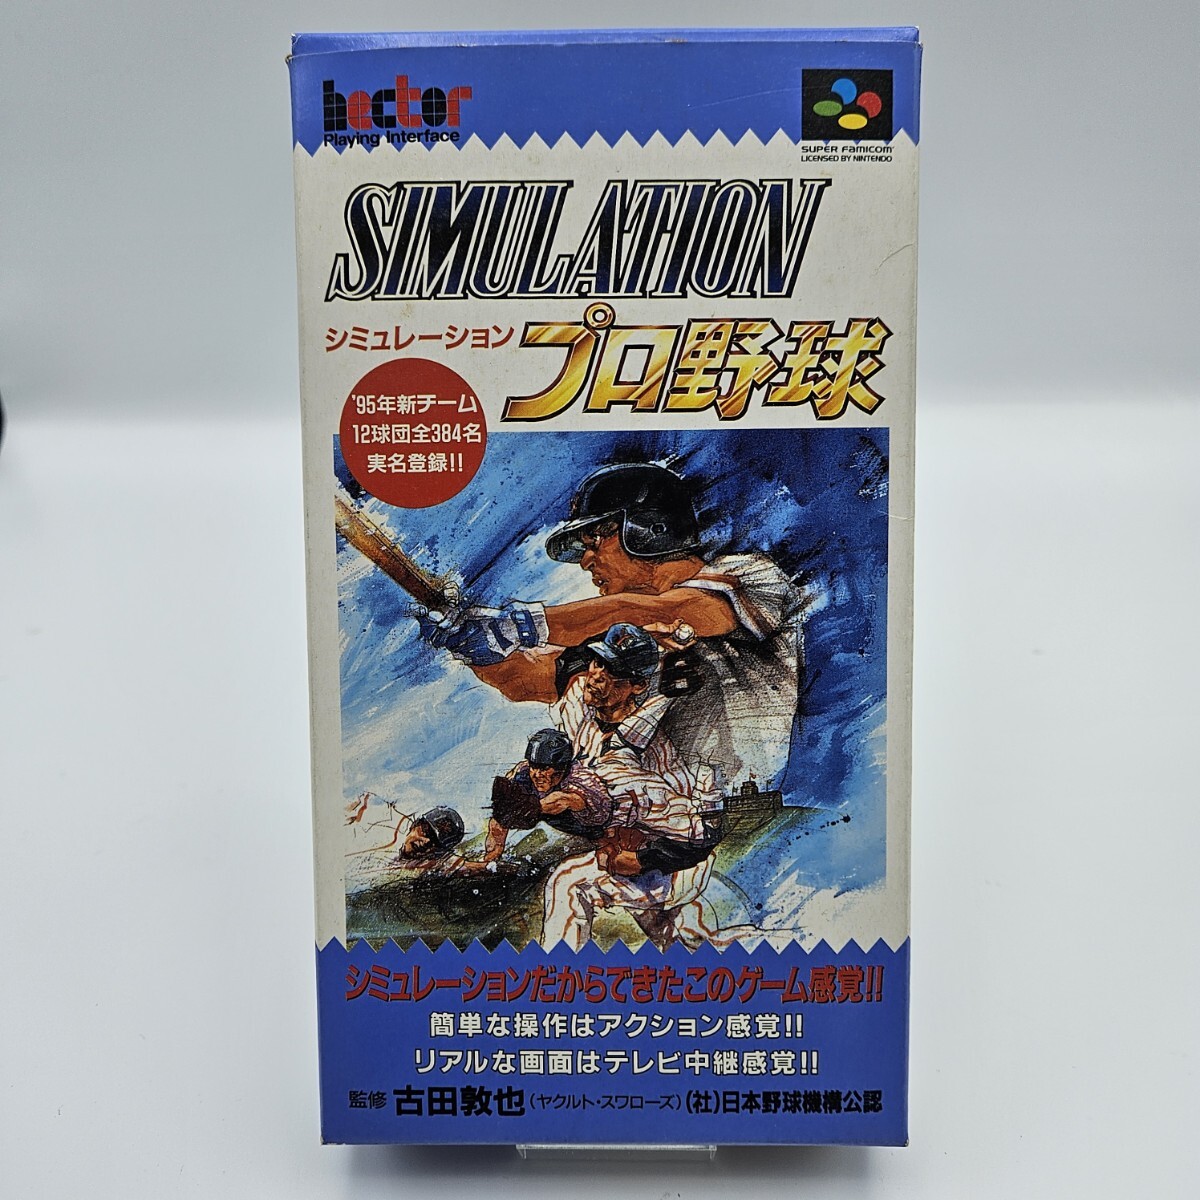 hector
Playing Interface
SUPER FAMICOM
LICENSED BY NINTENDO
SIMULATION
シミュレーション
プロ野球
'95年新チーム
12球団全384名
実名登録!!
シミュレーションだからできたこのゲーム感覚!!
簡単な操作はアクション感覚!!
リアルな画面はテレビ中継感覚!!
監修 古田敦也(ヤクルト・スワローズ) (社)日本野球機構公認